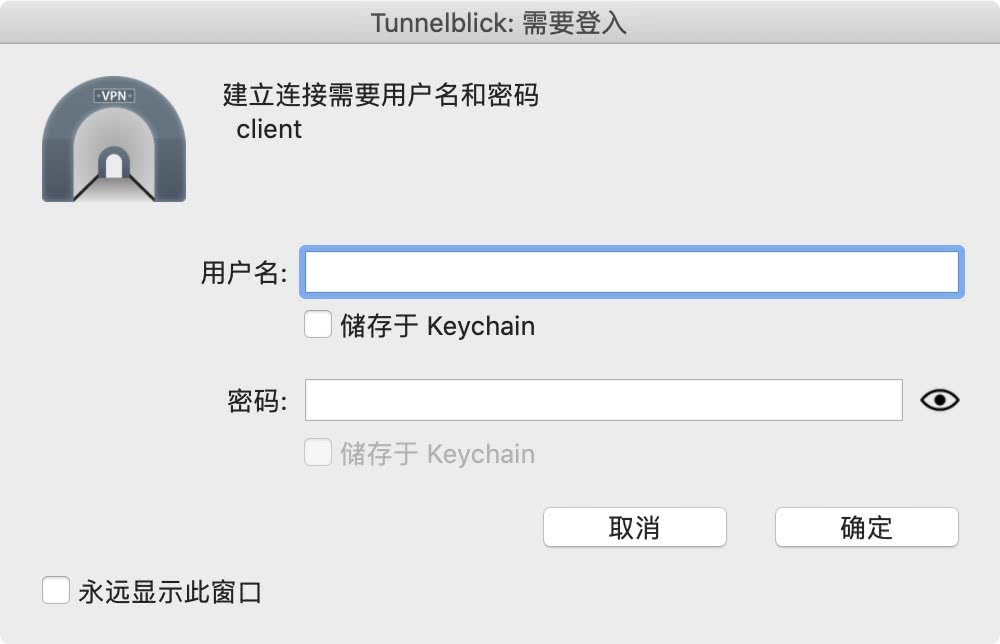 Tunnelblick: 需要登入
VPN
建立连接需要用户名和密码
client
用户名:
储存于 Keychain
密码:
储存于 Keychain
取消
确定
永远显示此窗口